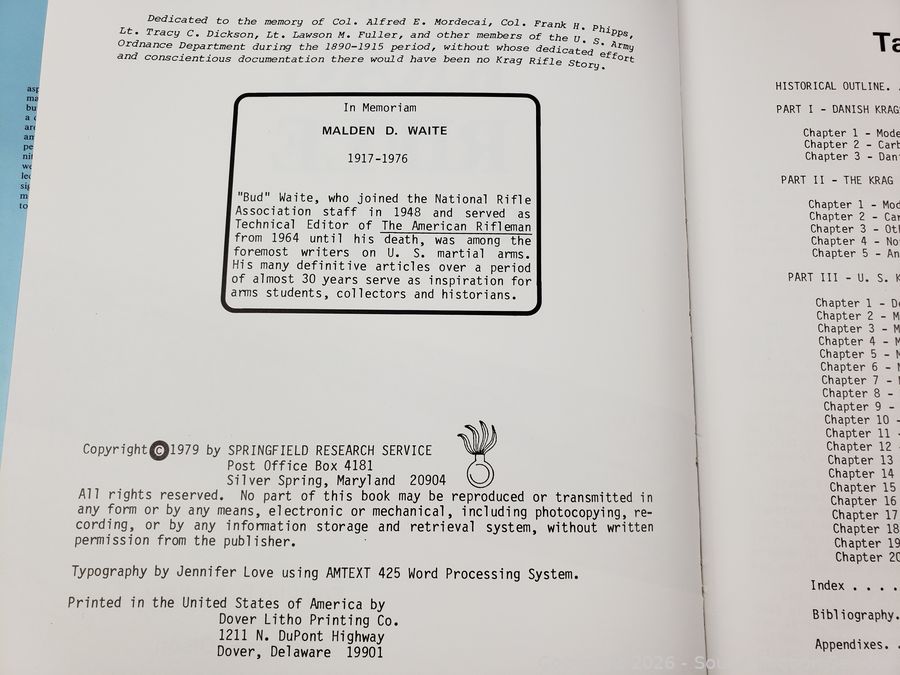 Dedicated to the memory of Col. Alfred E. Mordecai, Col. Frank H. Phipps,
Lt. Tracy C. Dickson, Lt. Lawson M. Fuller, and other members of the U. S. Army
Ordnance Department during the 1890-1915 period, without whose dedicated effort
and conscientious documentation there would have been no Krag Rifle Story.
In Memoriam
MALDEN D. WAITE
1917-1976
"Bud" Waite, who joined the National Rifle
Association staff in 1948 and served as
Technical Editor of The American Rifleman
from 1964 until his death, was among the
foremost writers on U. S. martial arms.
His many definitive articles over a period
of almost 30 years serve as inspiration for
arms students, collectors and historians.
Copyright © 1979 by SPRINGFIELD RESEARCH SERVICE
Post Office Box 4181
Silver Spring, Maryland 20904
All rights reserved. No part of this book may be reproduced or transmitted in
any form or by any means, electronic or mechanical, including photocopying, re-
cording, or by any information storage and retrieval system, without written
permission from the publisher.
Typography by Jennifer Love using AMTEXT 425 Word Processing System.
Printed in the United States of America by
Dover Litho Printing Co.
1211 N. DuPont Highway
Dover, Delaware 19901
Ta
HISTORICAL OUTLINE.
PART I - DANISH KRAG
Chapter 1 - Mode
Chapter 2 - Carb
Chapter 3 - Dan
PART II - THE KRAG
Chapter 1 - Mod
Chapter 2 - Car
Chapter 3 - Oth
Chapter 4 - No
Chapter 5 - An
PART III - U. S. K
Chapter 1 - De
Chapter 2 - M
Chapter 3 - M
Chapter 4 - M
Chapter 5 - M
Chapter 6 -
Chapter 7 -
Chapter 8 -
Chapter 9 -
Chapter 10 -
Chapter 11 -
Chapter 12
Chapter 13
Chapter 14
Chapter 15
Chapter 16
Chapter 17
Chapter 18
Chapter 19
Chapter 20
Index . . . .
Bibliography.
Appendixes. .